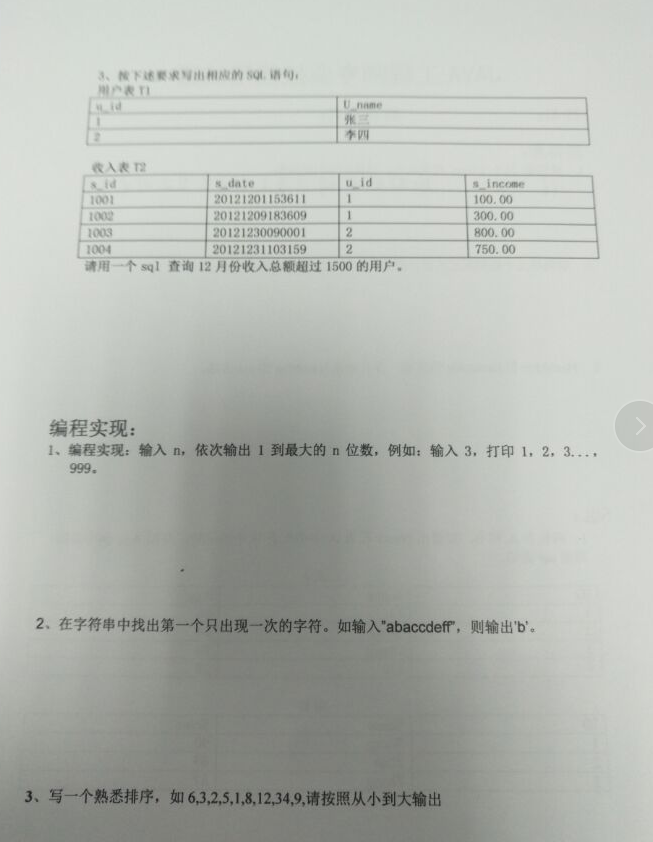 3、按下述要求写出相应的 SQL 语句，
用户表 T1
u_id U_name
1 张三
2 李四
收入表 T2
s_id s_date u_id s_income
1001 20121201153611 1 100.00
1002 20121209183609 1 300.00
1003 20121230090001 2 800.00
1004 20121231103159 2 750.00
请用一个 sql 查询 12 月份收入总额超过 1500 的用户。
编程实现：
1、编程实现：输入 n，依次输出 1 到最大的 n 位数，例如：输入 3，打印 1，2，3...，
999。
2、在字符串中找出第一个只出现一次的字符。如输入"abaccdeff"，则输出'b'。
3、写一个熟悉排序，如 6,3,2,5,1,8,12,34,9,请按照从小到大输出